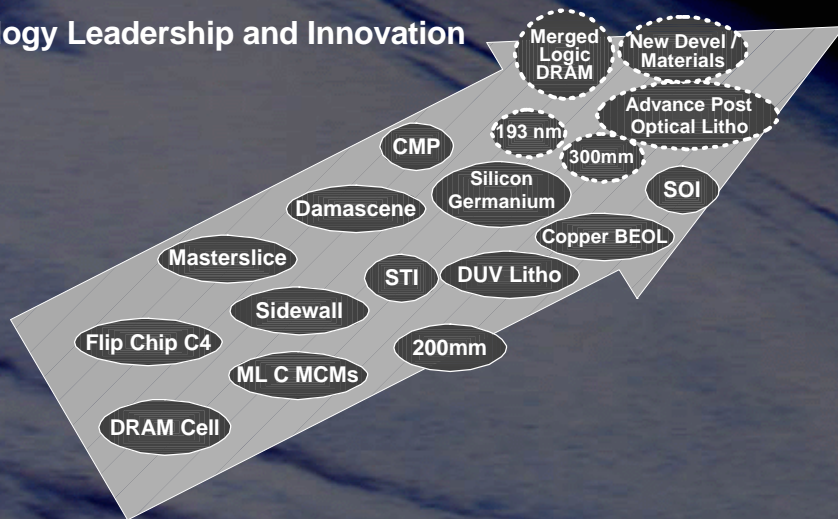 logy Leadership and Innovation
Merged
Logic
DRAM
New Devel /
Materials
Advance Post
Optical Litho
193 nm
300mm
CMP
Silicon
Germanium
SOI
Damascene
Copper BEOL
Masterslice
STI
DUV Litho
Sidewall
Flip Chip C4
200mm
ML C MCMs
DRAM Cell